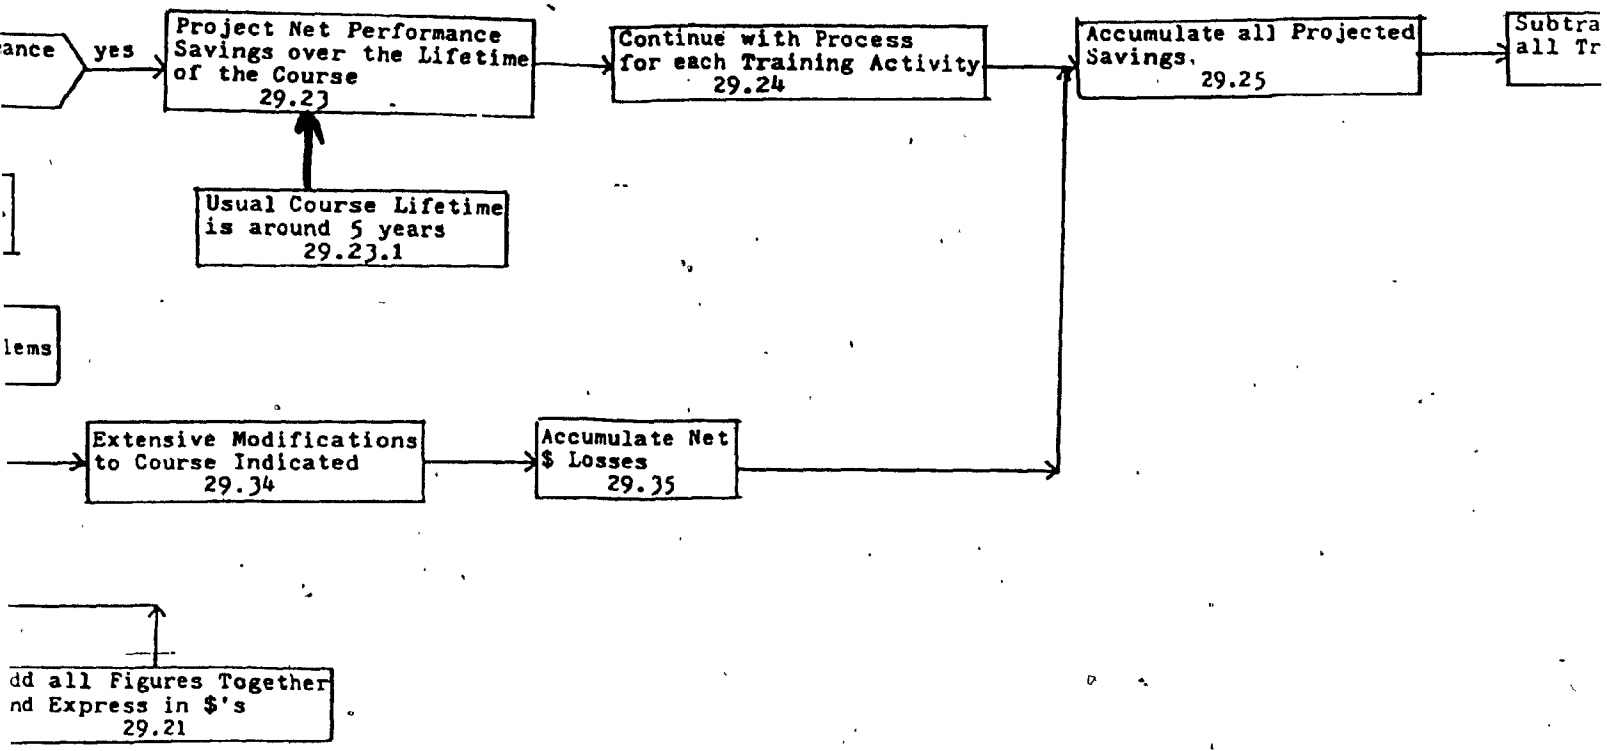 cance
yes
Project Net Performance
Savings over the Lifetime
of the Course
29.23
Continue with Process
for each Training Activity
29.24
Accumulate all Projected
Savings.
29.25
Subtra
all Tr
Usual Course Lifetime
is around 5 years
29.23.1
lems
Extensive Modifications
to Course Indicated
29.34
Accumulate Net
$ Losses
29.35
dd all Figures Together
nd Express in $'s
29.21